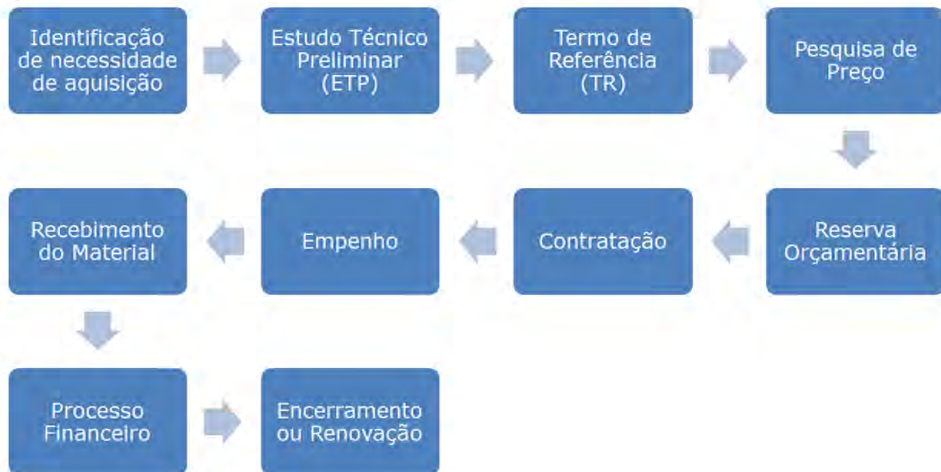 Identificação
de necessidade
de aquisição
Estudo Técnico
Preliminar
(ETP)
Termo de
Referência
(TR)
Pesquisa de
Preço
Reserva
Orçamentária
Contratação
Empenho
Recebimento
do Material
Processo
Financeiro
Encerramento
ou Renovação